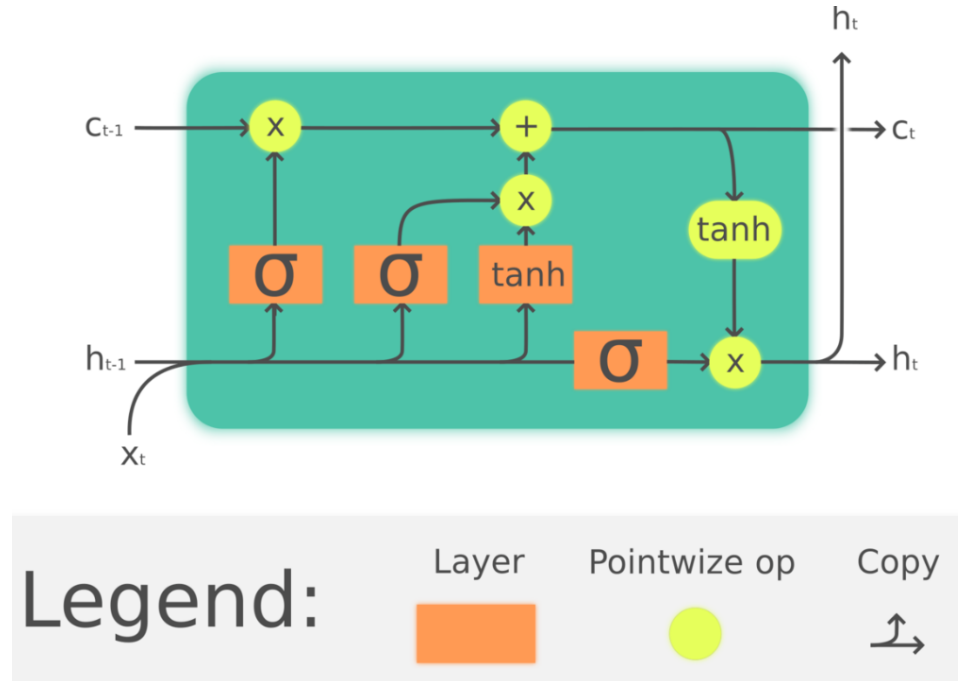 hₜ
cₜ₋₁ x + cₜ
x
tanh
σ σ tanh
hₜ₋₁ σ x hₜ
xₜ
Legend:
Layer
Pointwize op
Copy